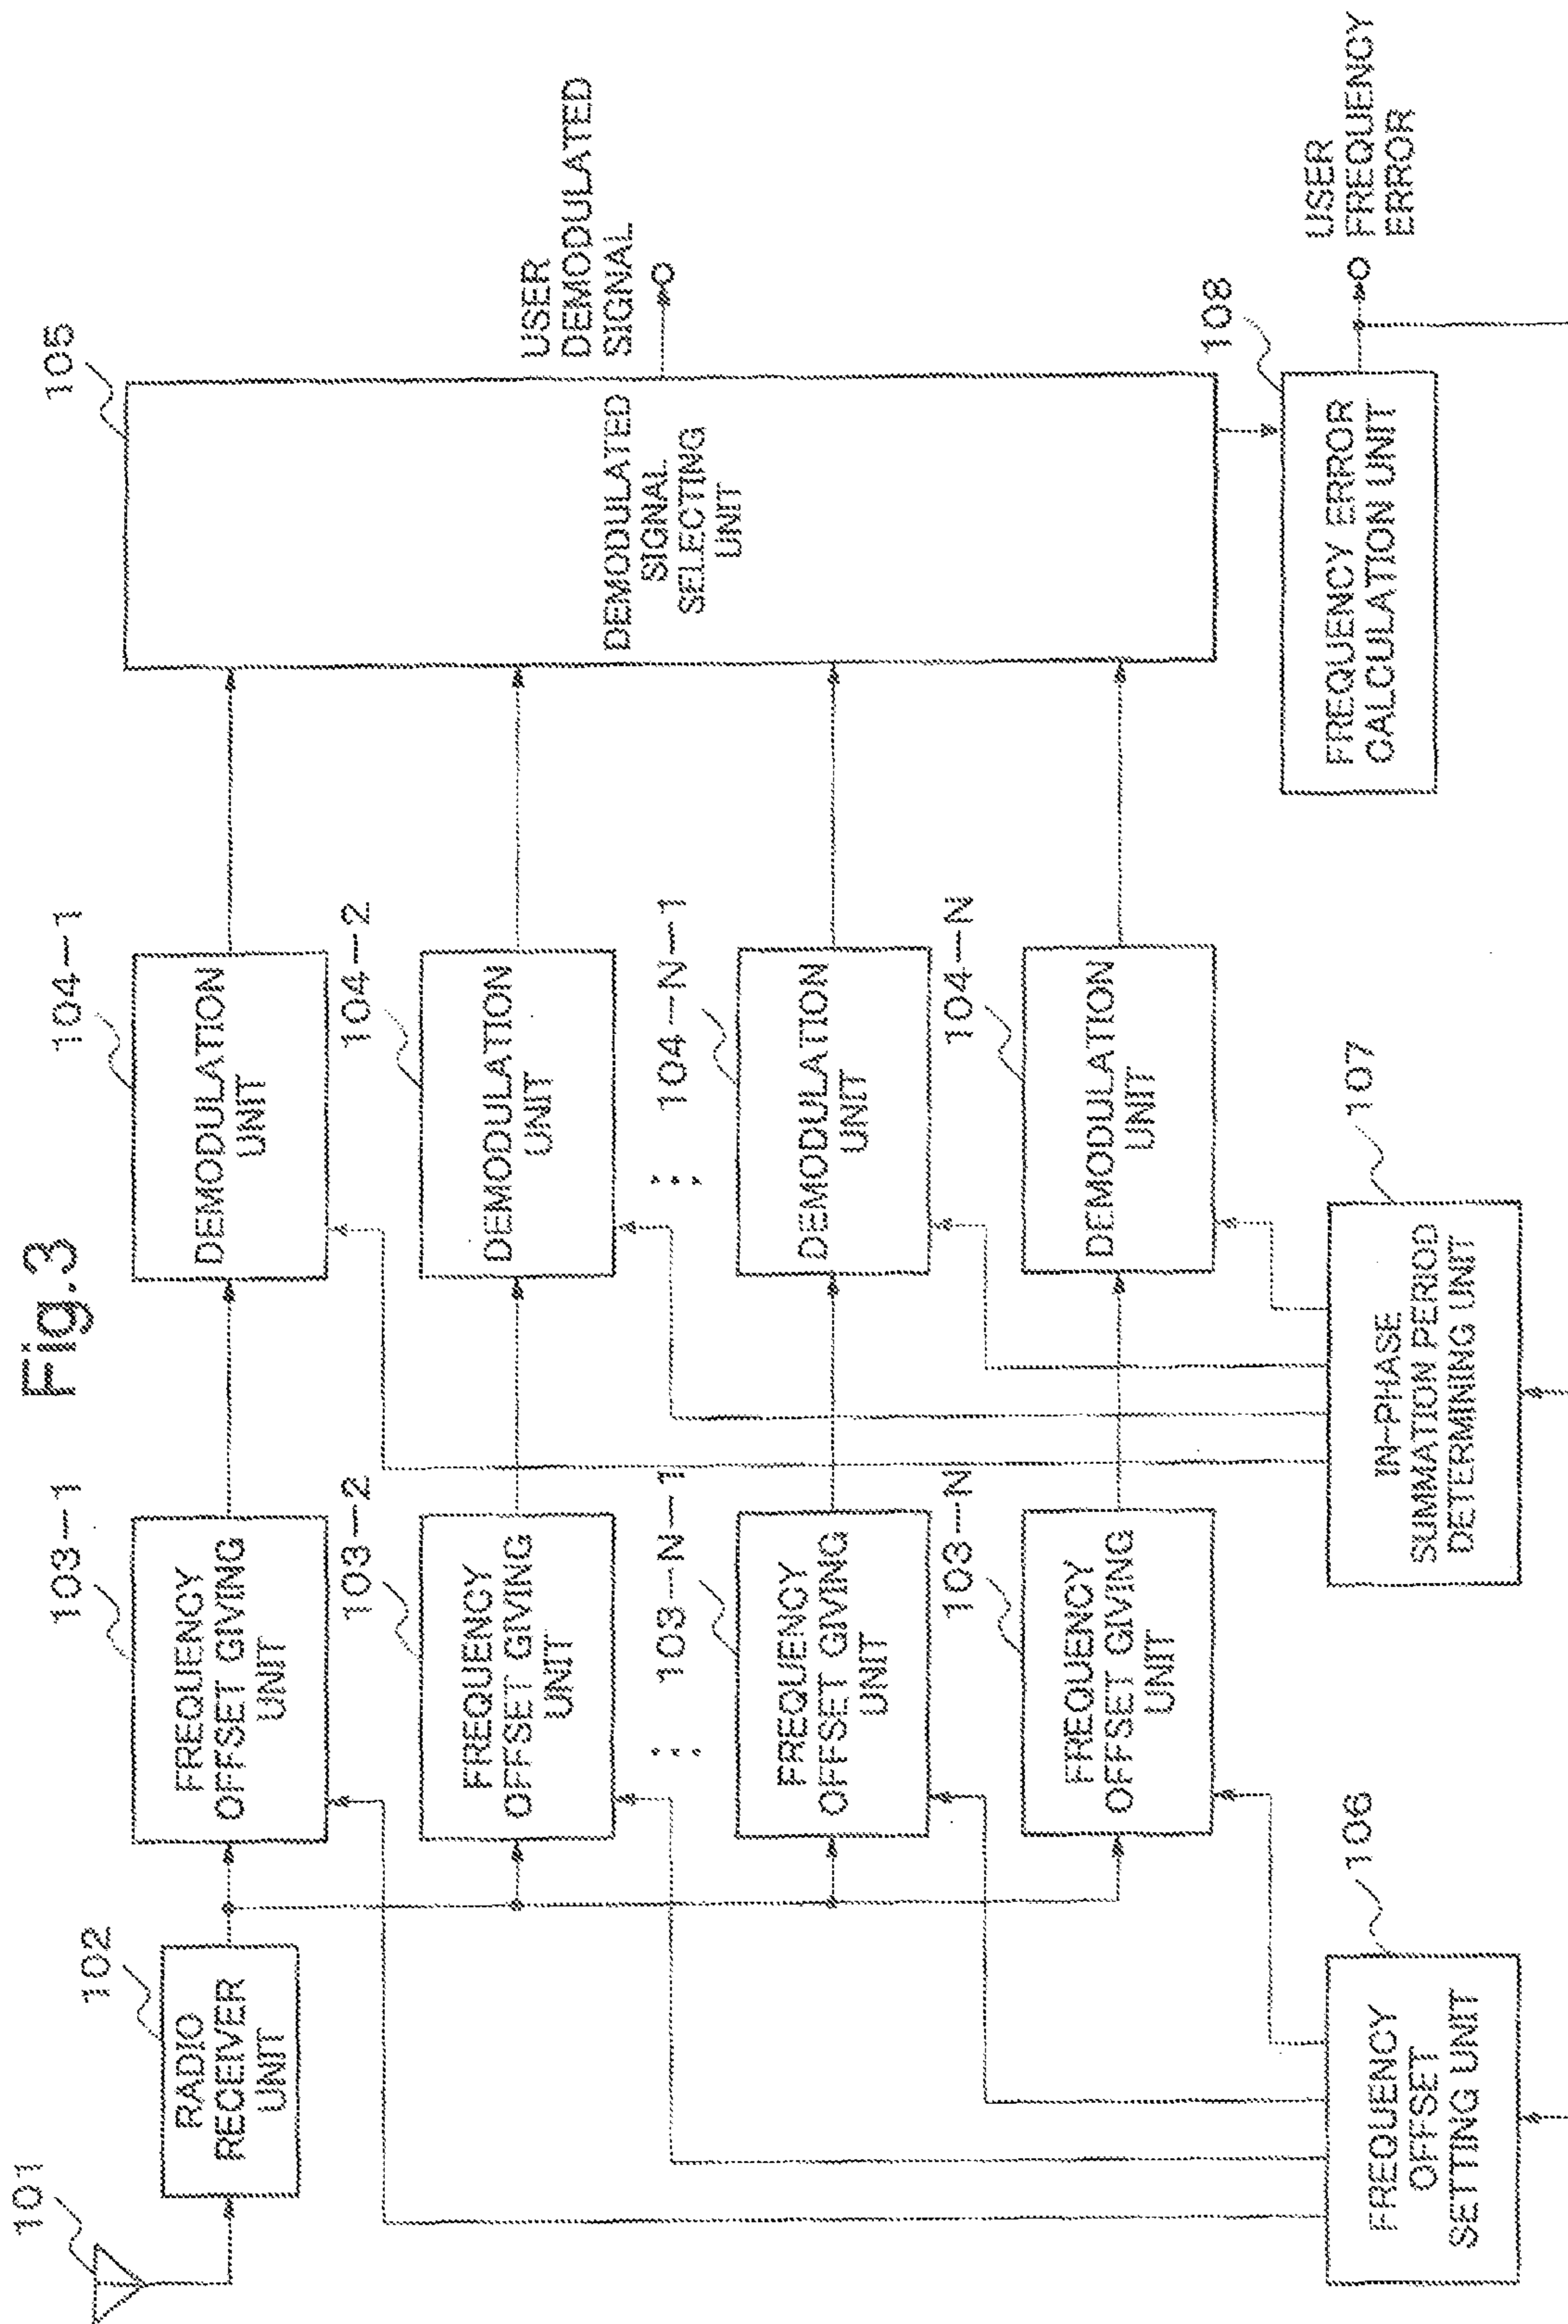 Fig.3
101
102
RADIO
RECEIVER
UNIT
103-1
FREQUENCY
OFFSET GIVING
UNIT
104-1
DEMODULATION
UNIT
105
DEMODULATED
SIGNAL
SELECTING
UNIT
USER
DEMODULATED
SIGNAL
103-2
FREQUENCY
OFFSET GIVING
UNIT
104-2
DEMODULATION
UNIT
103-N-1
FREQUENCY
OFFSET GIVING
UNIT
104-N-1
DEMODULATION
UNIT
103-N
FREQUENCY
OFFSET GIVING
UNIT
104-N
DEMODULATION
UNIT
106
FREQUENCY
OFFSET
SETTING UNIT
107
IN-PHASE
SUMMATION PERIOD
DETERMINING UNIT
108
FREQUENCY ERROR
CALCULATION UNIT
USER
FREQUENCY
ERROR